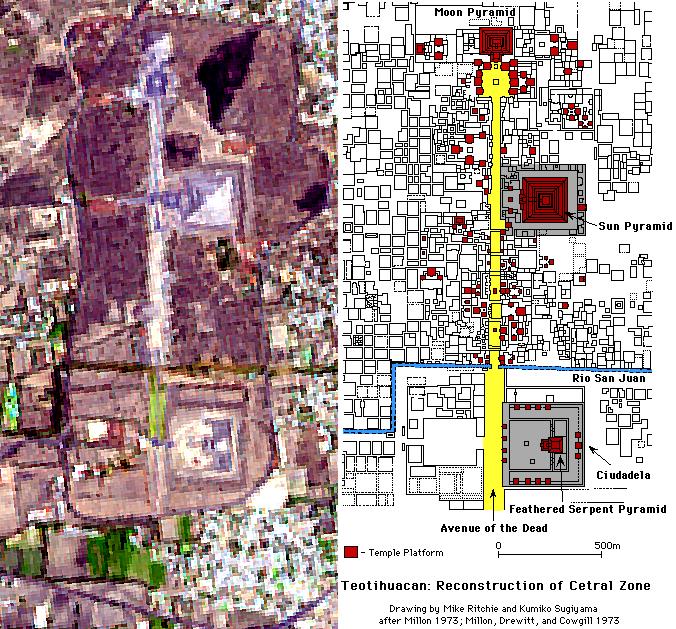 Moon Pyramid
Sun Pyramid
Rio San Juan
Ciudadela
Feathered Serpent Pyramid
Avenue of the Dead
- Temple Platform
0 500m
Teotihuacan: Reconstruction of Cetral Zone
Drawing by Mike Ritchie and Kumiko Sugiyama
after Millon 1973; Millon, Drewitt, and Cowgill 1973